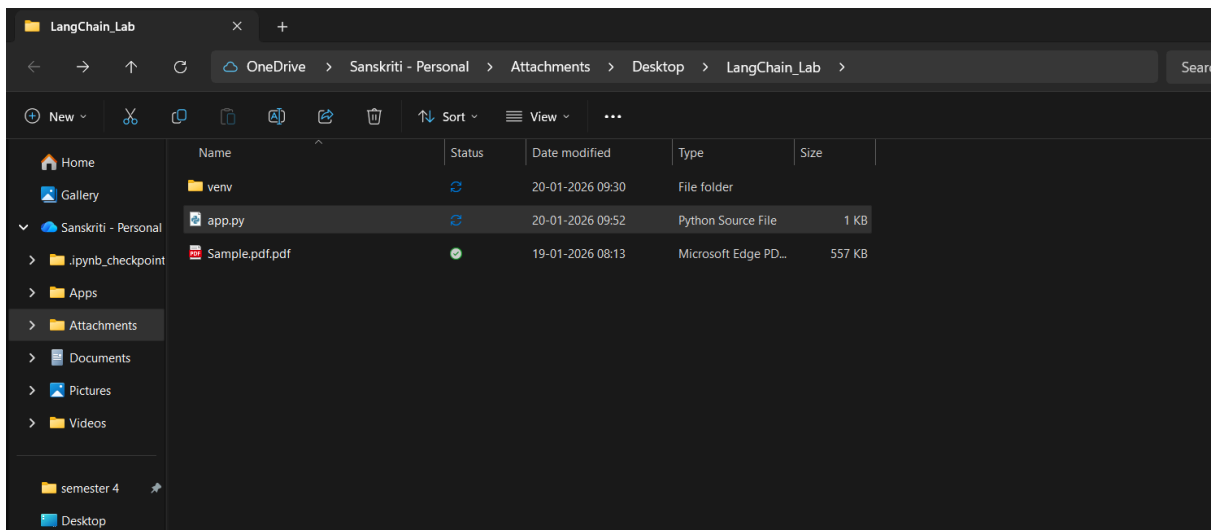 LangChain_Lab
OneDrive > Sanskriti - Personal > Attachments > Desktop > LangChain_Lab >
New Sort View
Name Status Date modified Type Size
Home
Gallery
Sanskriti - Personal
.ipynb_checkpoint
Apps
Attachments
Documents
Pictures
Videos
semester 4
Desktop
venv 20-01-2026 09:30 File folder
app.py 20-01-2026 09:52 Python Source File 1 KB
PDF Sample.pdf.pdf 19-01-2026 08:13 Microsoft Edge PD... 557 KB